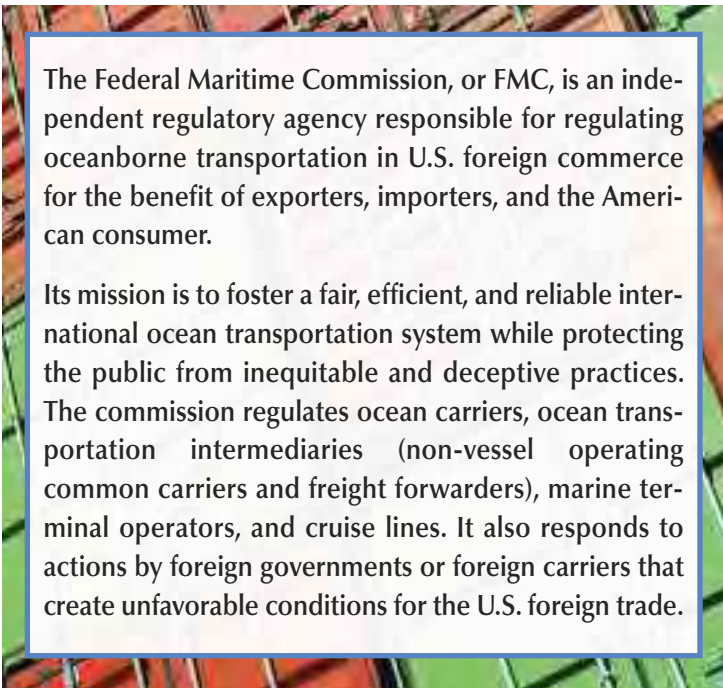 The Federal Maritime Commission, or FMC, is an inde-
pendent regulatory agency responsible for regulating
oceanborne transportation in U.S. foreign commerce
for the benefit of exporters, importers, and the Ameri-
can consumer.
Its mission is to foster a fair, efficient, and reliable inter-
national ocean transportation system while protecting
the public from inequitable and deceptive practices.
The commission regulates ocean carriers, ocean trans-
portation intermediaries (non-vessel operating
common carriers and freight forwarders), marine ter-
minal operators, and cruise lines. It also responds to
actions by foreign governments or foreign carriers that
create unfavorable conditions for the U.S. foreign trade.